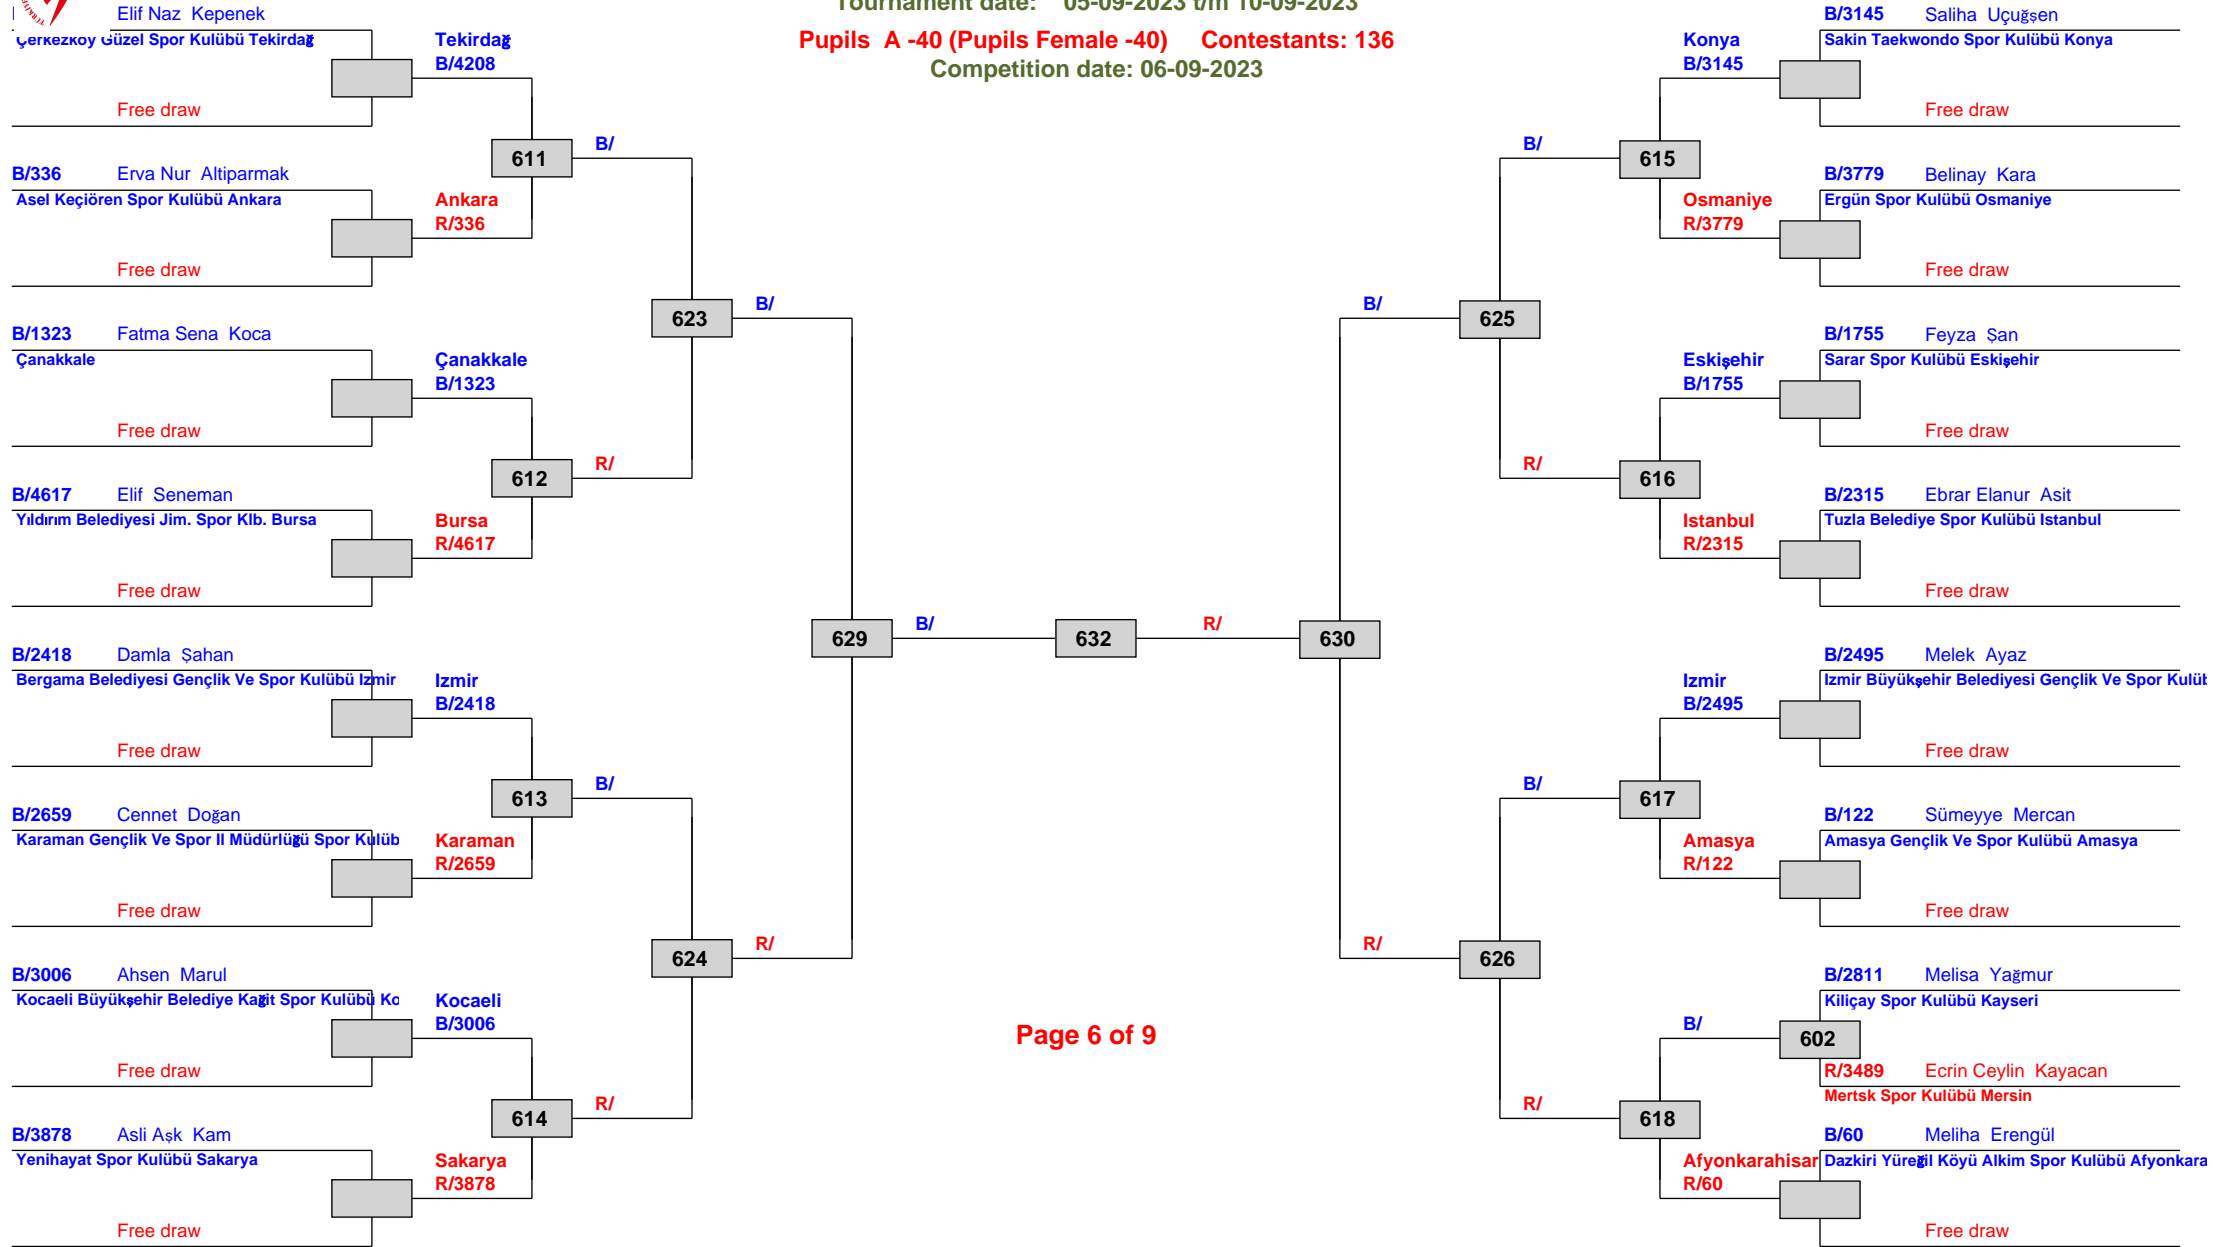 Elif Naz Kepenek
Çerkezköy Güzel Spor Kulübü Tekirdağ
Free draw
B/336 Erva Nur Altiparmak
Asel Keçiören Spor Kulübü Ankara
Free draw
B/1323 Fatma Sena Koca
Çanakkale
Free draw
B/4617 Elif Seneman
Yıldırım Belediyesi Jim. Spor Klb. Bursa
Free draw
B/2418 Damla Şahan
Bergama Belediyesi Gençlik Ve Spor Kulübü Izmir
Free draw
B/2659 Cennet Doğan
Karaman Gençlik Ve Spor Il Müdürlüğü Spor Kulüb
Free draw
B/3006 Ahsen Marul
Kocaeli Büyükşehir Belediye Kağit Spor Kulübü Ko
Free draw
B/3878 Asli Aşk Kam
Yenihayat Spor Kulübü Sakarya
Free draw
Tekirdağ
B/4208
611
Ankara
R/336
Çanakkale
B/1323
612
Bursa
R/4617
Izmir
B/2418
613
Karaman
R/2659
Kocaeli
B/3006
614
Sakarya
R/3878
B/
623
R/
B/
624
R/
B/
629
R/
Tournament date: 05-09-2023 t/m 10-09-2023
Pupils A -40 (Pupils Female -40) Contestants: 136
Competition date: 06-09-2023
B/ 632 R/
Page 6 of 9
B/
630
R/
B/
625
R/
B/
626
R/
Konya
B/3145
615
Osmaniye
R/3779
Eskişehir
B/1755
616
Istanbul
R/2315
Izmir
B/2495
617
Amasya
R/122
B/
618
Afyonkarahisar
R/60
B/3145 Saliha Uçuğşen
Sakin Taekwondo Spor Kulübü Konya
Free draw
B/3779 Belinay Kara
Ergün Spor Kulübü Osmaniye
Free draw
B/1755 Feyza Şan
Sarar Spor Kulübü Eskişehir
Free draw
B/2315 Ebrar Elanur Asit
Tuzla Belediye Spor Kulübü Istanbul
Free draw
B/2495 Melek Ayaz
Izmir Büyükşehir Belediyesi Gençlik Ve Spor Kulüb
Free draw
B/122 Sümeyye Mercan
Amasya Gençlik Ve Spor Kulübü Amasya
Free draw
B/2811 Melisa Yağmur
Kiliçay Spor Kulübü Kayseri
602
R/3489 Ecrin Ceylin Kayacan
Mertsk Spor Kulübü Mersin
B/60 Meliha Erengül
Dazkiri Yüreğil Köyü Alkim Spor Kulübü Afyonkara
Free draw